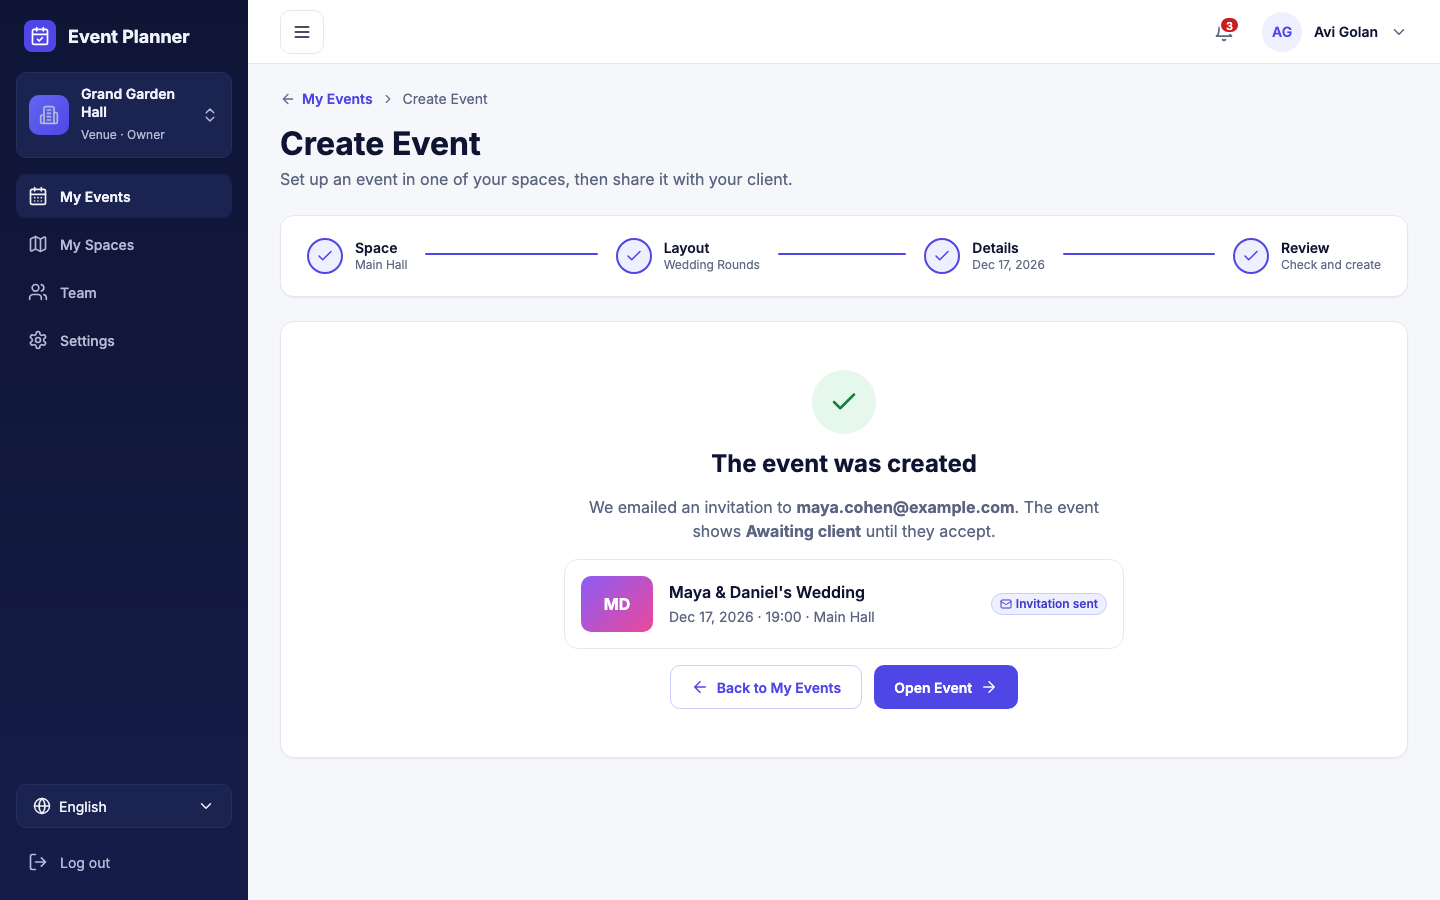 Event Planner
Grand Garden
Hall
Venue · Owner
My Events
My Spaces
Team
Settings
English
Log out
3
AG
Avi Golan
My Events
Create Event
Create Event
Set up an event in one of your spaces, then share it with your client.
Space
Main Hall
Layout
Wedding Rounds
Details
Dec 17, 2026
Review
Check and create
The event was created
We emailed an invitation to maya.cohen@example.com. The event
shows Awaiting client until they accept.
MD
Maya & Daniel's Wedding
Dec 17, 2026 · 19:00 · Main Hall
Invitation sent
Back to My Events
Open Event